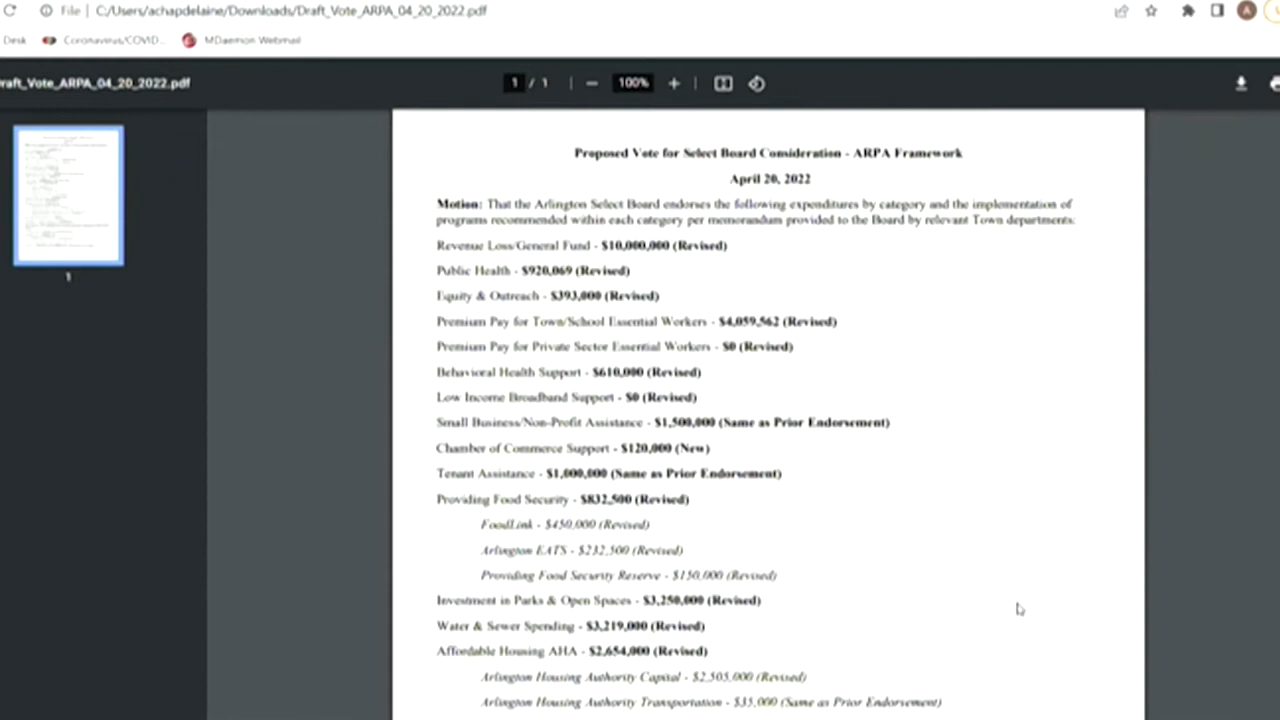 File | C:/Users/achapdelaine/Downloads/Draft_Vote_ARPA_04_20_2022.pdf
Desk Coronavirus/COVID... MDaemon Webmail
raft_Vote_ARPA_04_20_2022.pdf 1 / 1 100%
1
Proposed Vote for Select Board Consideration - ARPA Framework
April 20, 2022
Motion: That the Arlington Select Board endorses the following expenditures by category and the implementation of
programs recommended within each category per memorandum provided to the Board by relevant Town departments:
Revenue Loss/General Fund - $10,000,000 (Revised)
Public Health - $920,069 (Revised)
Equity & Outreach - $393,000 (Revised)
Premium Pay for Town/School Essential Workers - $4,059,562 (Revised)
Premium Pay for Private Sector Essential Workers - $0 (Revised)
Behavioral Health Support - $610,000 (Revised)
Low Income Broadband Support - $0 (Revised)
Small Business/Non-Profit Assistance - $1,500,000 (Same as Prior Endorsement)
Chamber of Commerce Support - $120,000 (New)
Tenant Assistance - $1,000,000 (Same as Prior Endorsement)
Providing Food Security - $832,500 (Revised)
FoodLink - $450,000 (Revised)
Arlington EATS - $232,500 (Revised)
Providing Food Security Reserve - $150,000 (Revised)
Investment in Parks & Open Spaces - $3,250,000 (Revised)
Water & Sewer Spending - $3,219,000 (Revised)
Affordable Housing AHA - $2,654,000 (Revised)
Arlington Housing Authority Capital - $2,505,000 (Revised)
Arlington Housing Authority Transportation - $35,000 (Same as Prior Endorsement)